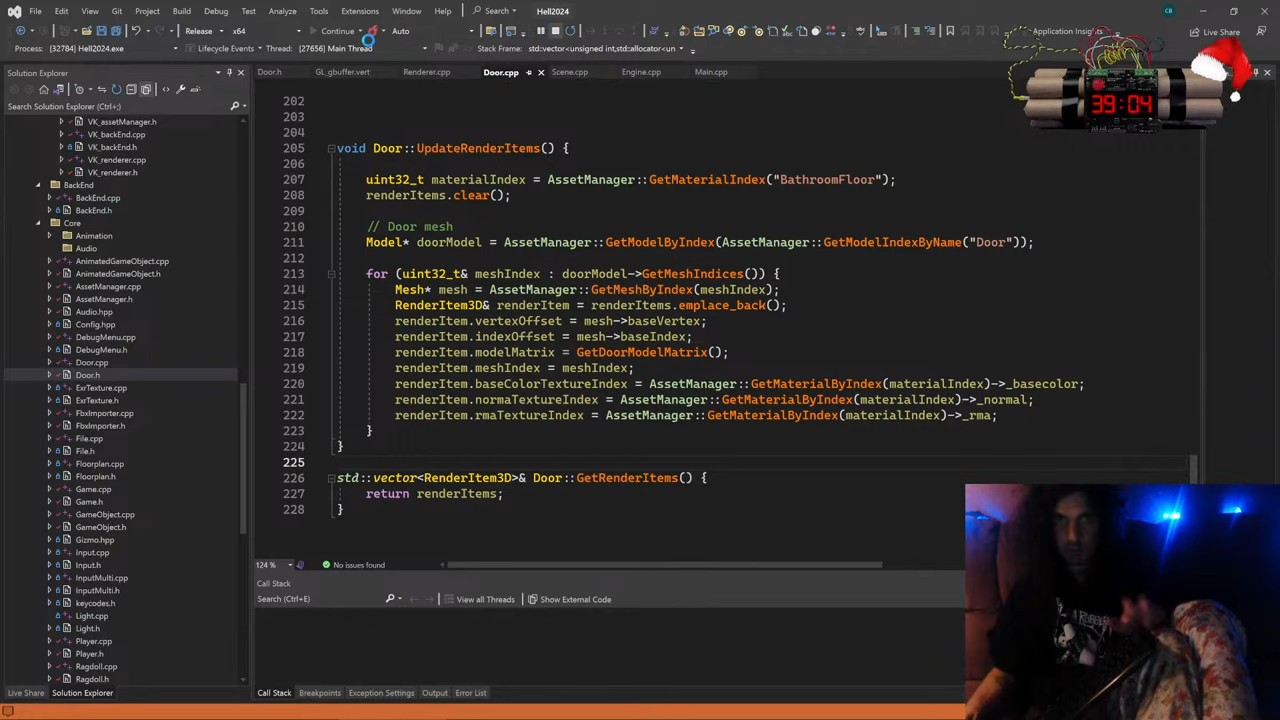 File Edit View Git Project Build Debug Test Analyze Tools Extensions Window Help Search Hell2024 CB
Release x64 Continue Auto Application Insights Live Share
Process: [32784] Hell2024.exe Lifecycle Events Thread: [27656] Main Thread Stack Frame: std::vector<unsigned int,std::allocator<un
39:04
Solution Explorer
Door.h GL_gbuffer.vert Renderer.cpp Door.cpp Scene.cpp Engine.cpp Main.cpp
Search Solution Explorer (Ctrl+;)
VK_assetManager.h
VK_backEnd.cpp
VK_backEnd.h
VK_renderer.cpp
VK_renderer.h
BackEnd
BackEnd.cpp
BackEnd.h
Core
Animation
Audio
AnimatedGameObject.cpp
AnimatedGameObject.h
AssetManager.cpp
AssetManager.h
Audio.hpp
Config.hpp
DebugMenu.cpp
DebugMenu.h
Door.cpp
Door.h
ExrTexture.cpp
ExrTexture.h
FbxImporter.cpp
FbxImporter.h
File.cpp
File.h
Floorplan.cpp
Floorplan.h
Game.cpp
Game.h
GameObject.cpp
GameObject.h
Gizmo.hpp
Input.cpp
Input.h
InputMulti.cpp
InputMulti.h
keycodes.h
Light.cpp
Light.h
Player.cpp
Player.h
Ragdoll.cpp
Ragdoll.h
Live Share Solution Explorer
202
203
204
205 void Door::UpdateRenderItems() {
206
207 uint32_t materialIndex = AssetManager::GetMaterialIndex("BathroomFloor");
208 renderItems.clear();
209
210 // Door mesh
211 Model* doorModel = AssetManager::GetModelByIndex(AssetManager::GetModelIndexByName("Door"));
212
213 for (uint32_t& meshIndex : doorModel->GetMeshIndices()) {
214 Mesh* mesh = AssetManager::GetMeshByIndex(meshIndex);
215 RenderItem3D& renderItem = renderItems.emplace_back();
216 renderItem.vertexOffset = mesh->baseVertex;
217 renderItem.indexOffset = mesh->baseIndex;
218 renderItem.modelMatrix = GetDoorModelMatrix();
219 renderItem.meshIndex = meshIndex;
220 renderItem.baseColorTextureIndex = AssetManager::GetMaterialByIndex(materialIndex)->_basecolor;
221 renderItem.normaTextureIndex = AssetManager::GetMaterialByIndex(materialIndex)->_normal;
222 renderItem.rmaTextureIndex = AssetManager::GetMaterialByIndex(materialIndex)->_rma;
223 }
224 }
225
226 std::vector<RenderItem3D>& Door::GetRenderItems() {
227 return renderItems;
228 }
124 % No issues found
Call Stack
Search (Ctrl+E) View all Threads Show External Code
Call Stack Breakpoints Exception Settings Output Error List